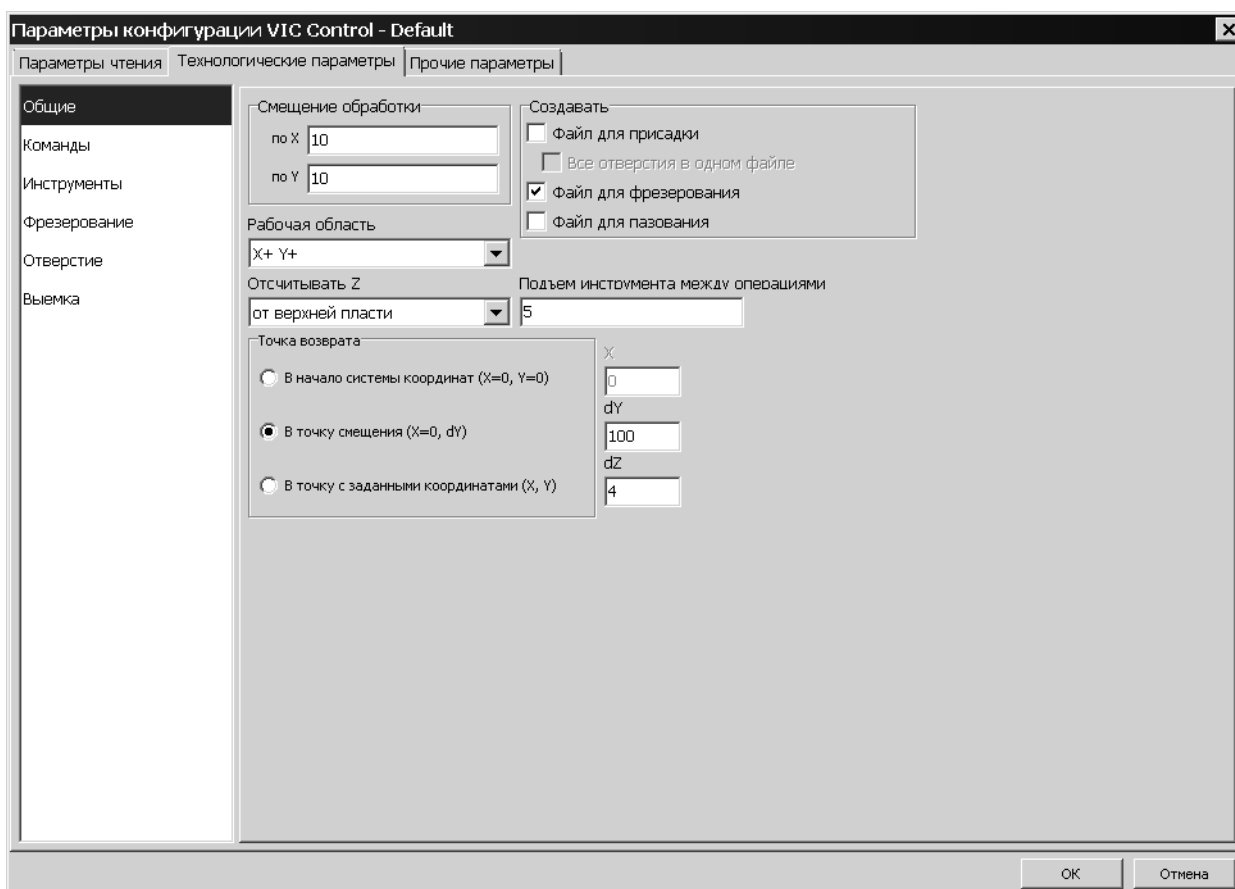 Параметры конфигурации VIC Control - Default
Параметры чтения Технологические параметры Прочие параметры
Общие
Команды
Инструменты
Фрезерование
Отверстие
Выемка
Смещение обработки
по X 10
по Y 10
Создавать
Файл для присадки
Все отверстия в одном файле
Файл для фрезерования
Файл для пазования
Рабочая область
X+ Y+
Отсчитывать Z
от верхней пласти
Подъем инструмента между операциями
5
Точка возврата
В начало системы координат (X=0, Y=0)
В точку смещения (X=0, dY)
В точку с заданными координатами (X, Y)
X
0
dY
100
dZ
4
OK Отмена